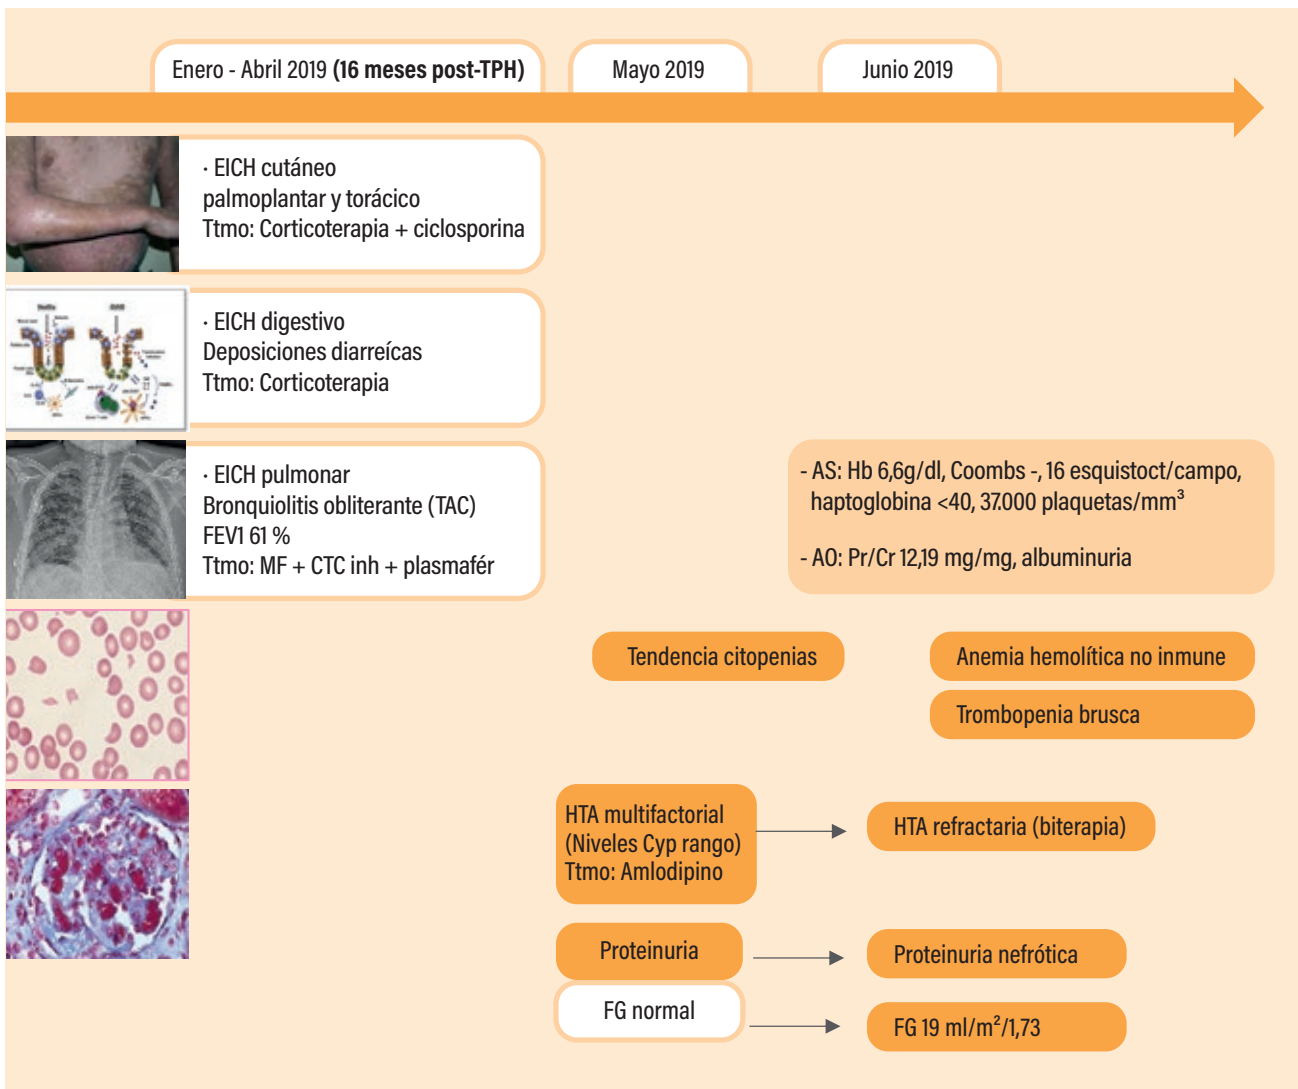 Enero - Abril 2019 (16 meses post-TPH)
Mayo 2019
Junio 2019
· EICH cutáneo
palmoplantar y torácico
Ttmo: Corticoterapia + ciclosporina
· EICH digestivo
Deposiciones diarreícas
Ttmo: Corticoterapia
· EICH pulmonar
Bronquiolitis obliterante (TAC)
FEV1 61 %
Ttmo: MF + CTC inh + plasmafér
- AS: Hb 6,6g/dl, Coombs -, 16 esquistoct/campo,
haptoglobina <40, 37.000 plaquetas/mm³
- AO: Pr/Cr 12,19 mg/mg, albuminuria
Tendencia citopenias
Anemia hemolítica no inmune
Trombopenia brusca
HTA multifactorial
(Niveles Cyp rango)
Ttmo: Amlodipino
HTA refractaria (biterapia)
Proteinuria
Proteinuria nefrótica
FG normal
FG 19 ml/m²/1,73